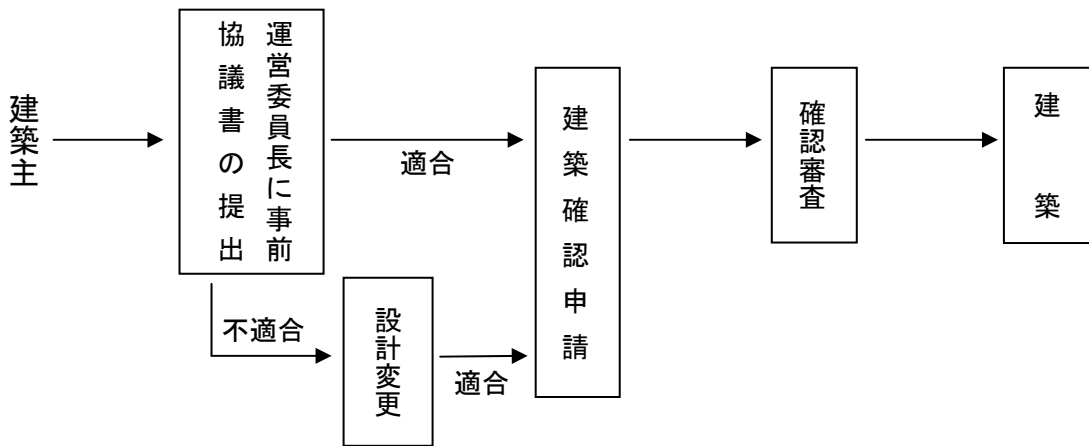 建築主
運営委員長に事前
協議書の提出
適合
不適合
設計変更
適合
建築確認申請
確認審査
建築